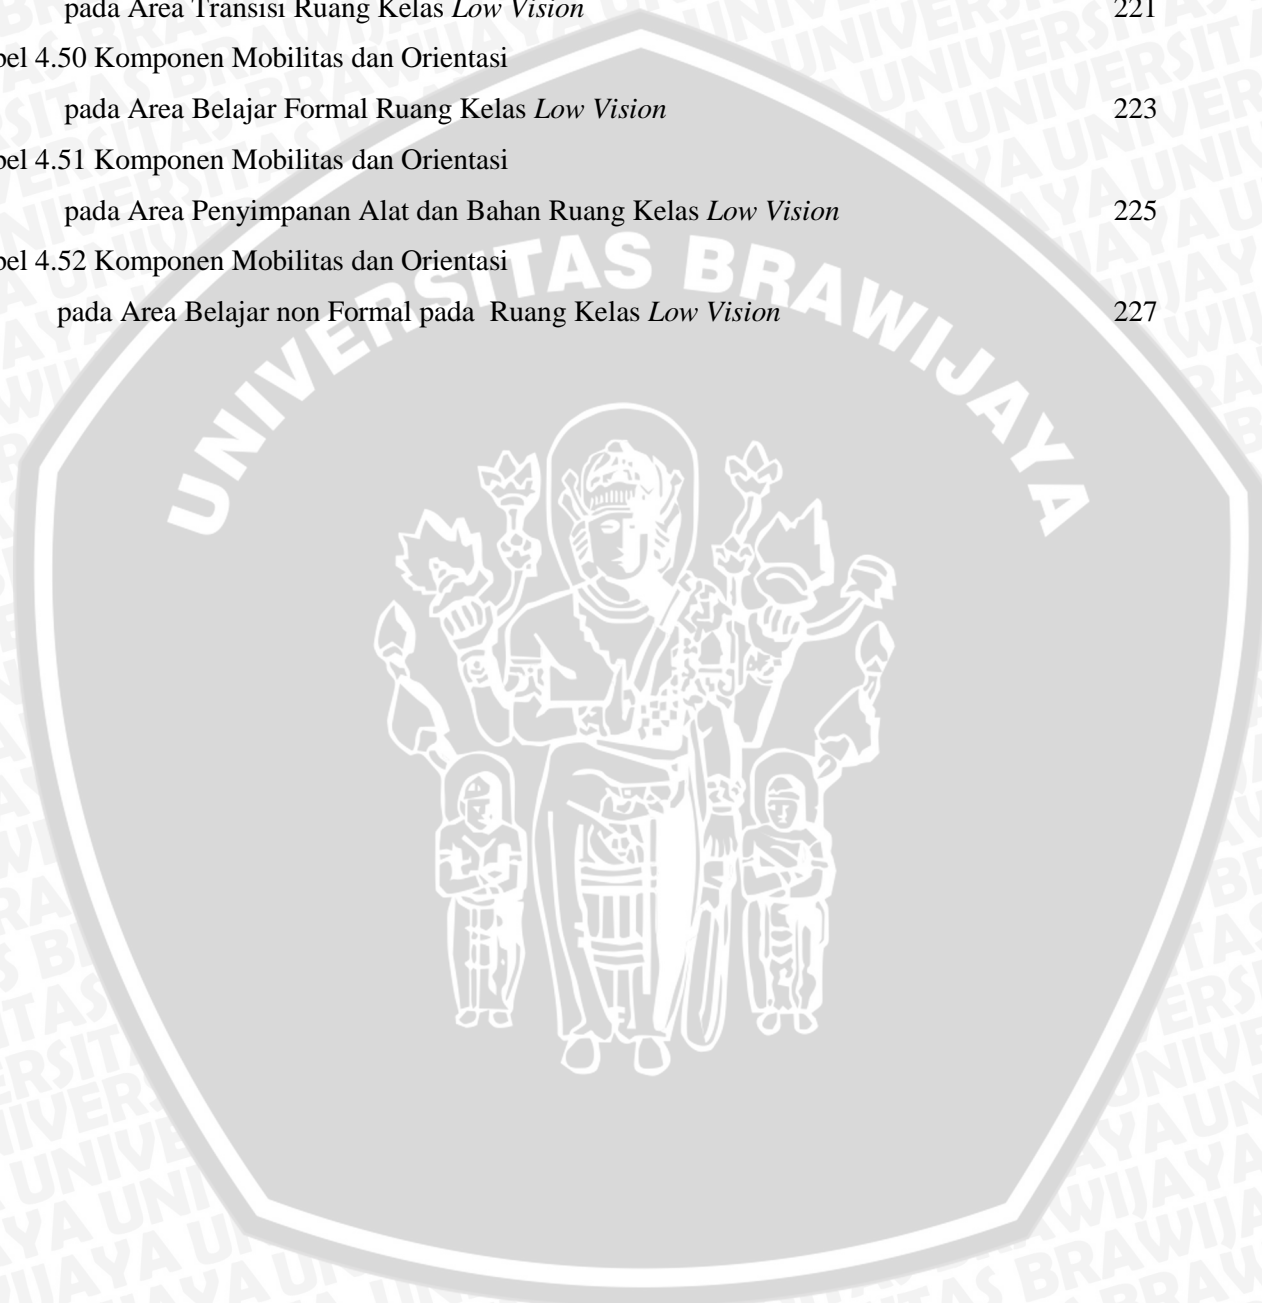 pada Area Transisi Ruang Kelas Low Vision 221
bel 4.50 Komponen Mobilitas dan Orientasi
pada Area Belajar Formal Ruang Kelas Low Vision 223
bel 4.51 Komponen Mobilitas dan Orientasi
pada Area Penyimpanan Alat dan Bahan Ruang Kelas Low Vision 225
bel 4.52 Komponen Mobilitas dan Orientasi
pada Area Belajar non Formal pada Ruang Kelas Low Vision 227
UNIVERSITAS BRAWIJAYA